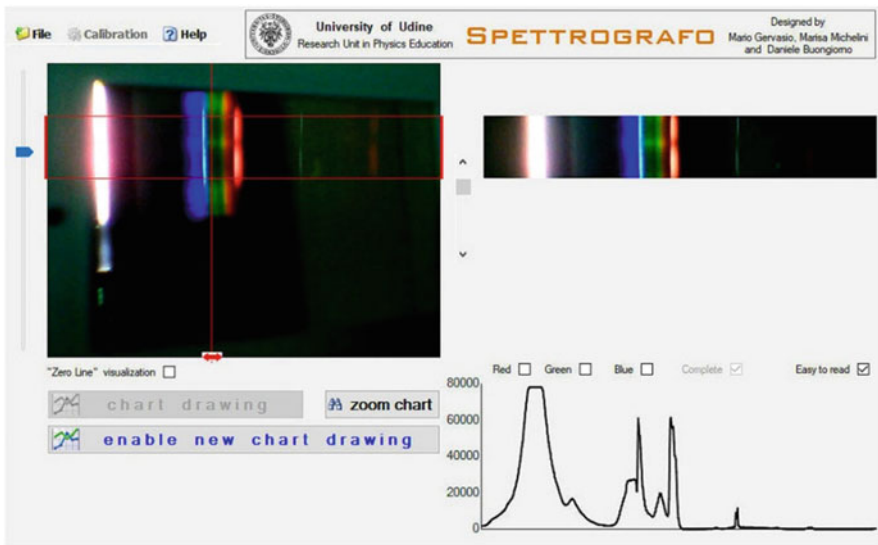 File Calibration Help
University of Udine
Research Unit in Physics Education
SPETTROGRAFO
Designed by
Mario Gervasio, Marisa Michelini
and Daniele Buongiorno
"Zero Line" visualization
chart drawing
zoom chart
enable new chart drawing
Red Green Blue Complete Easy to read
80000
60000
40000
20000
0